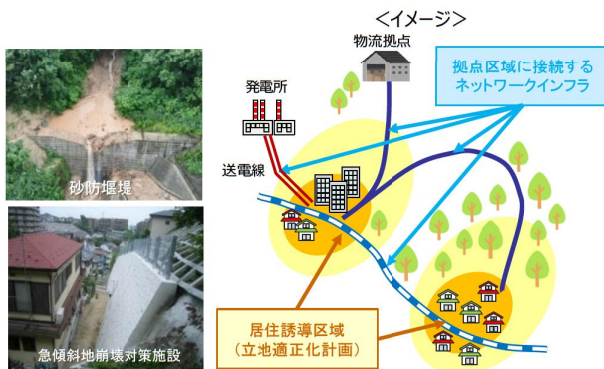 砂防堰堤
急傾斜地崩壊対策施設
＜イメージ＞
物流拠点
発電所
送電線
拠点区域に接続する
ネットワークインフラ
居住誘導区域
（立地適正化計画）